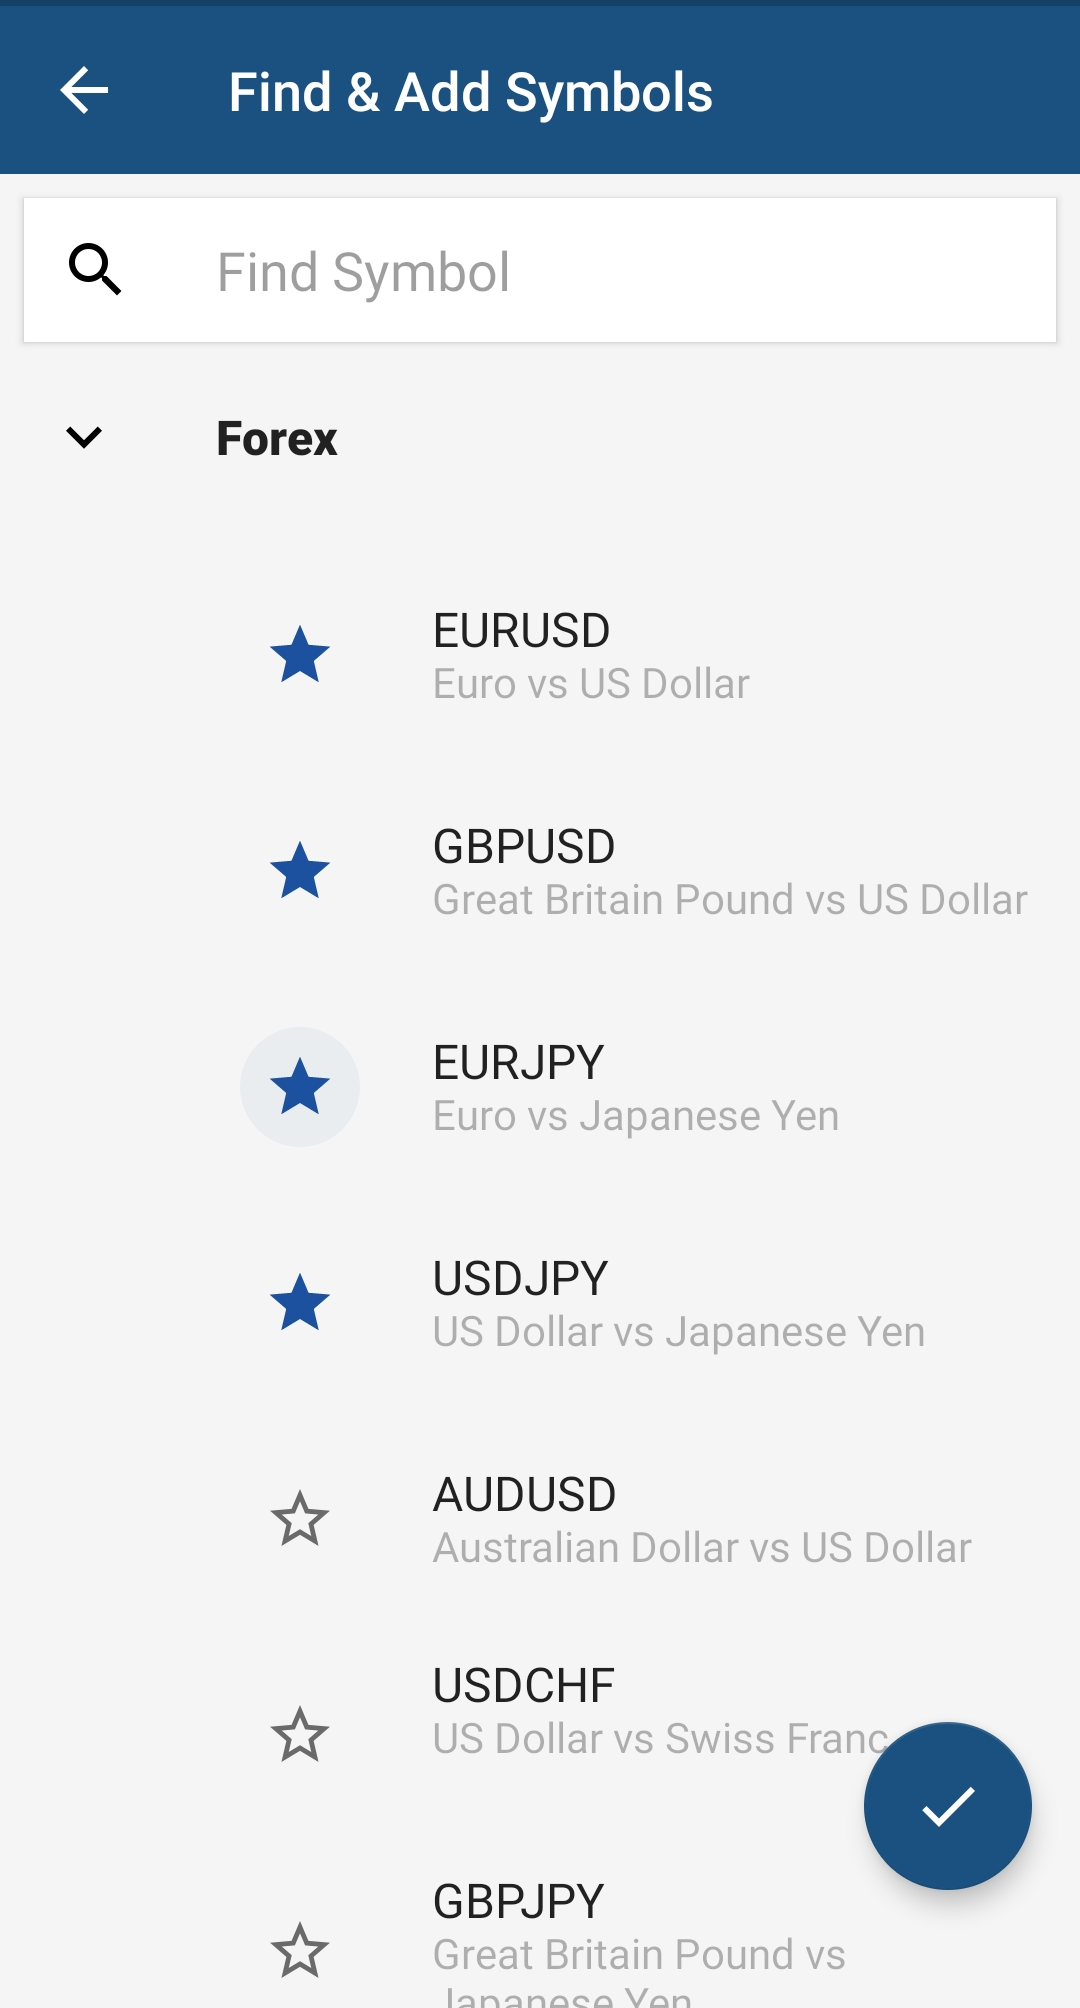 Find & Add Symbols
Find Symbol
Forex
EURUSD
Euro vs US Dollar
GBPUSD
Great Britain Pound vs US Dollar
EURJPY
Euro vs Japanese Yen
USDJPY
US Dollar vs Japanese Yen
AUDUSD
Australian Dollar vs US Dollar
USDCHF
US Dollar vs Swiss Franc
GBPJPY
Great Britain Pound vs
Japanese Yen